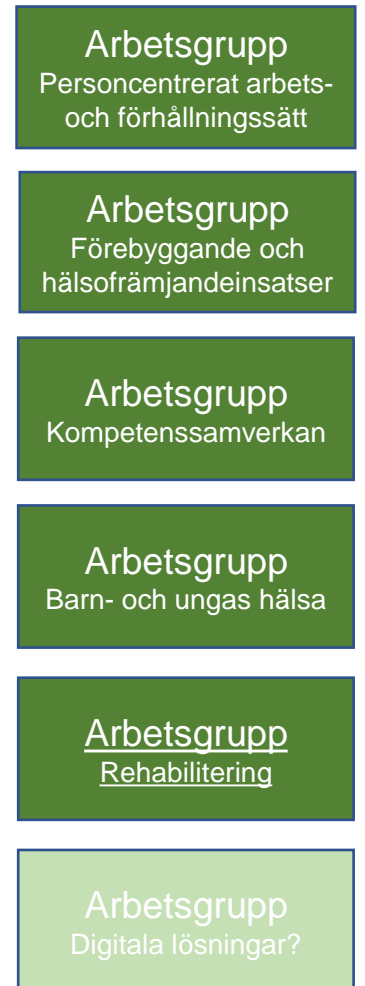 Arbetsgrupp
Personcentrerat arbets-
och förhållningssätt
Arbetsgrupp
Förebyggande och
hälsofrämjandeinsatser
Arbetsgrupp
Kompetenssamverkan
Arbetsgrupp
Barn- och ungas hälsa
Arbetsgrupp
Rehabilitering
Arbetsgrupp
Digitala lösningar?